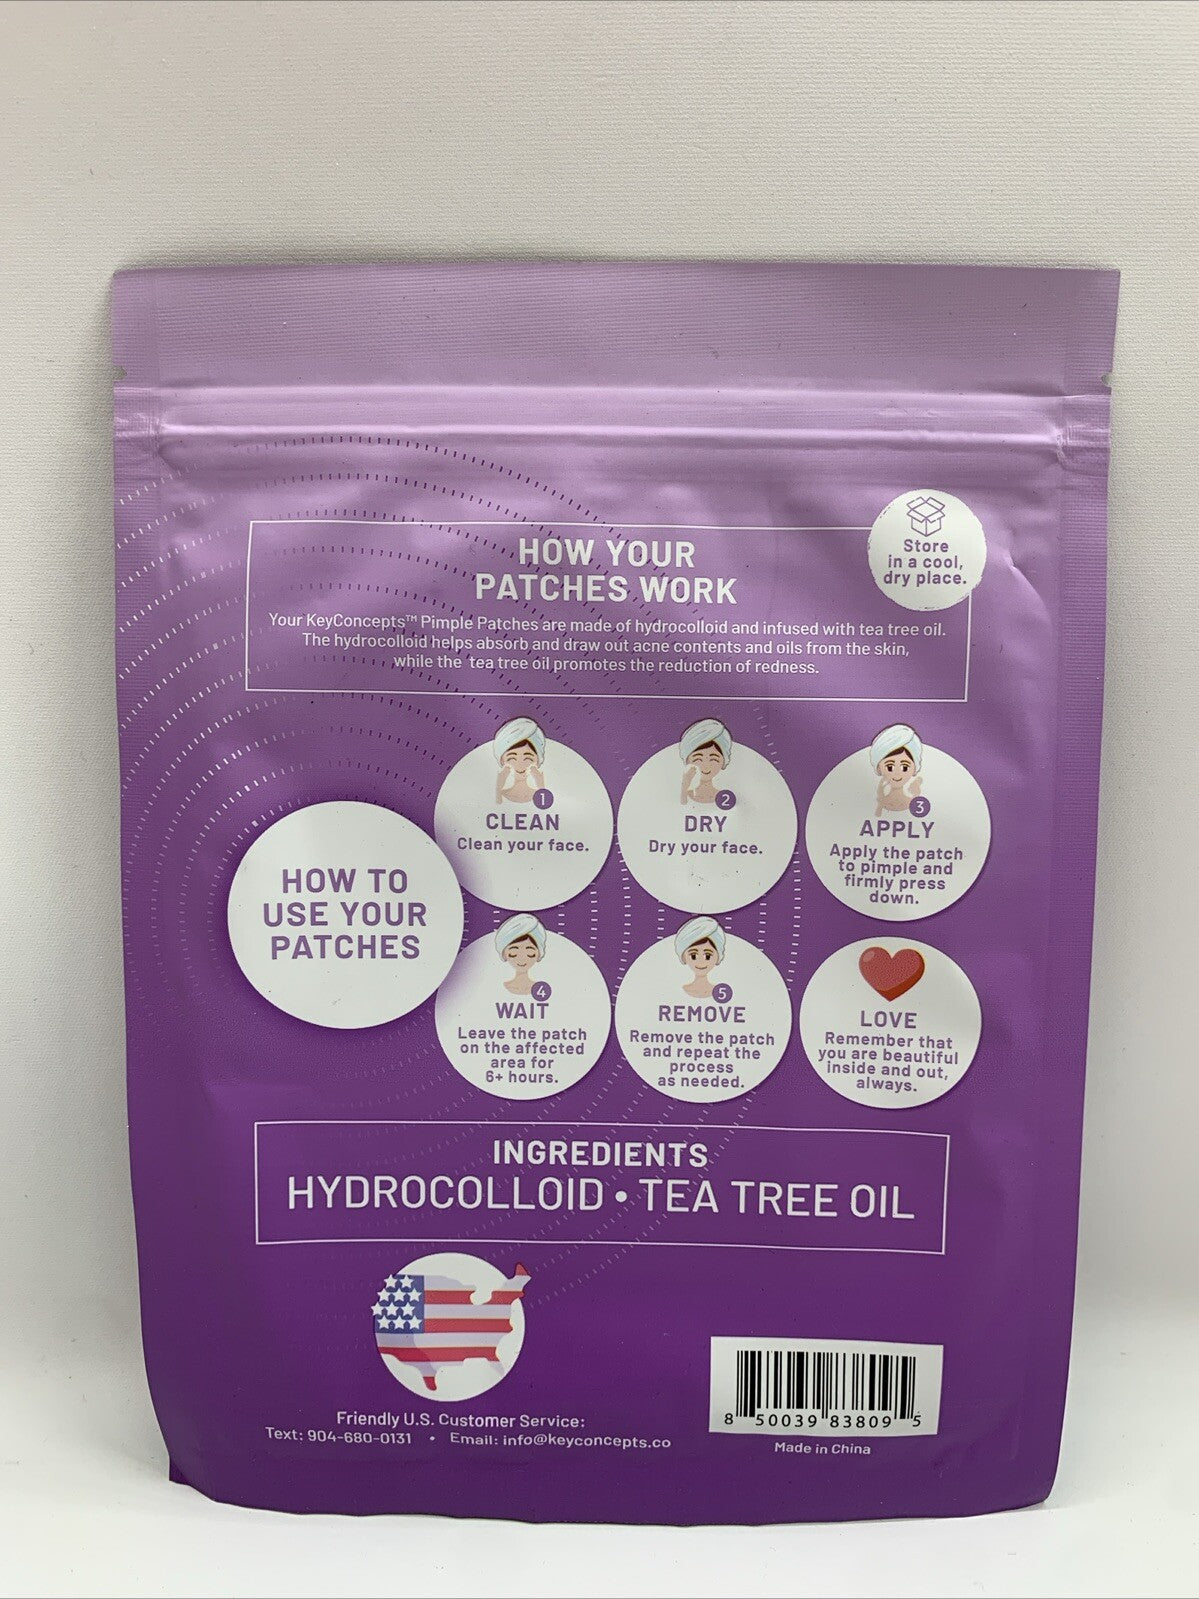 Store
in a cool,
dry place.
HOW YOUR
PATCHES WORK
Your KeyConcepts™ Pimple Patches are made of hydrocolloid and infused with tea tree oil.
The hydrocolloid helps absorb and draw out acne contents and oils from the skin,
while the tea tree oil promotes the reduction of redness.
HOW TO
USE YOUR
PATCHES
1
CLEAN
Clean your face.
2
DRY
Dry your face.
3
APPLY
Apply the patch
to pimple and
firmly press
down.
4
WAIT
Leave the patch
on the affected
area for
6+ hours.
5
REMOVE
Remove the patch
and repeat the
process
as needed.
LOVE
Remember that
you are beautiful
inside and out,
always.
INGREDIENTS
HYDROCOLLOID • TEA TREE OIL
Friendly U.S. Customer Service:
Text: 904-680-0131 • Email: info@keyconcepts.co
8 50039 83809 5
Made in China